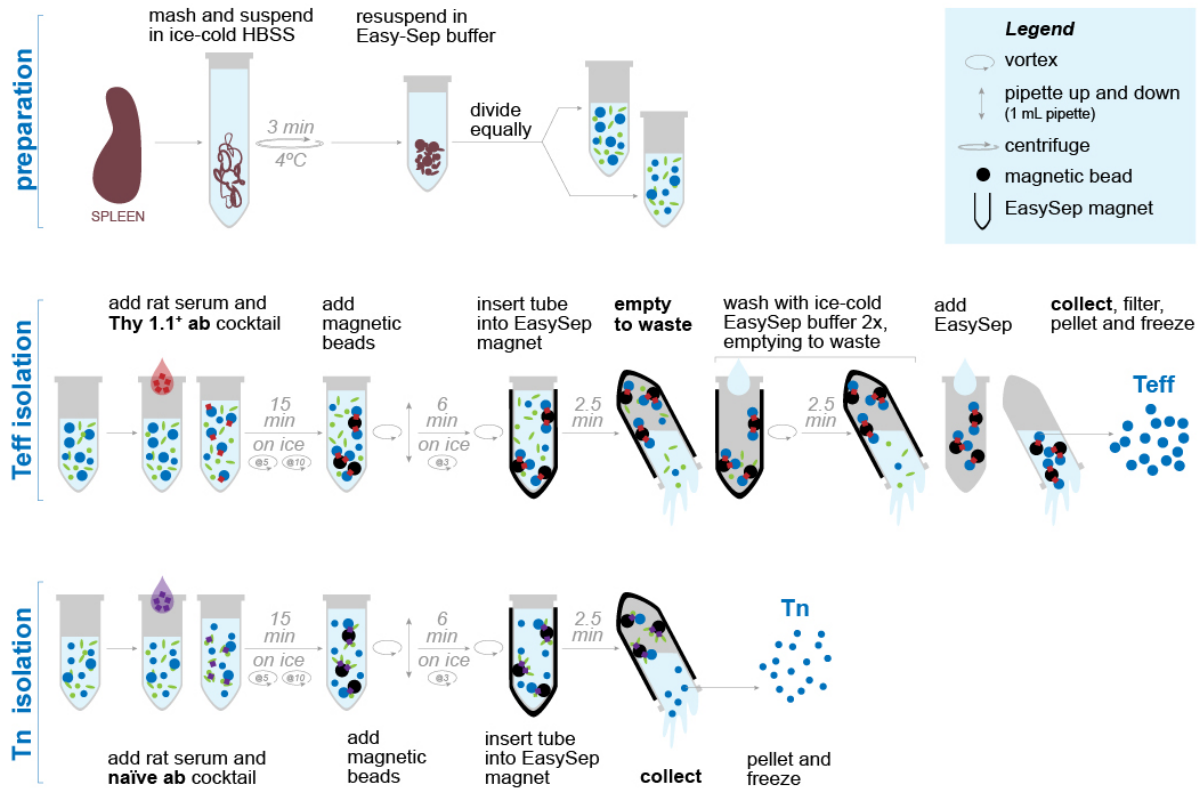 preparation
mash and suspend
in ice-cold HBSS
resuspend in
Easy-Sep buffer
SPLEEN
3 min
4ºC
divide
equally
Legend
vortex
pipette up and down
(1 mL pipette)
centrifuge
magnetic bead
EasySep magnet
Teff isolation
add rat serum and
Thy 1.1⁺ ab cocktail
add
magnetic
beads
insert tube
into EasySep
magnet
empty
to waste
wash with ice-cold
EasySep buffer 2x,
emptying to waste
add
EasySep
collect, filter,
pellet and freeze
15
min
on ice
@5 @10
6
min
on ice
@3
2.5
min
2.5
min
Teff
Tn isolation
15
min
on ice
@5 @10
6
min
on ice
@3
2.5
min
Tn
add rat serum and
naïve ab cocktail
add
magnetic
beads
insert tube
into EasySep
magnet
collect
pellet and
freeze